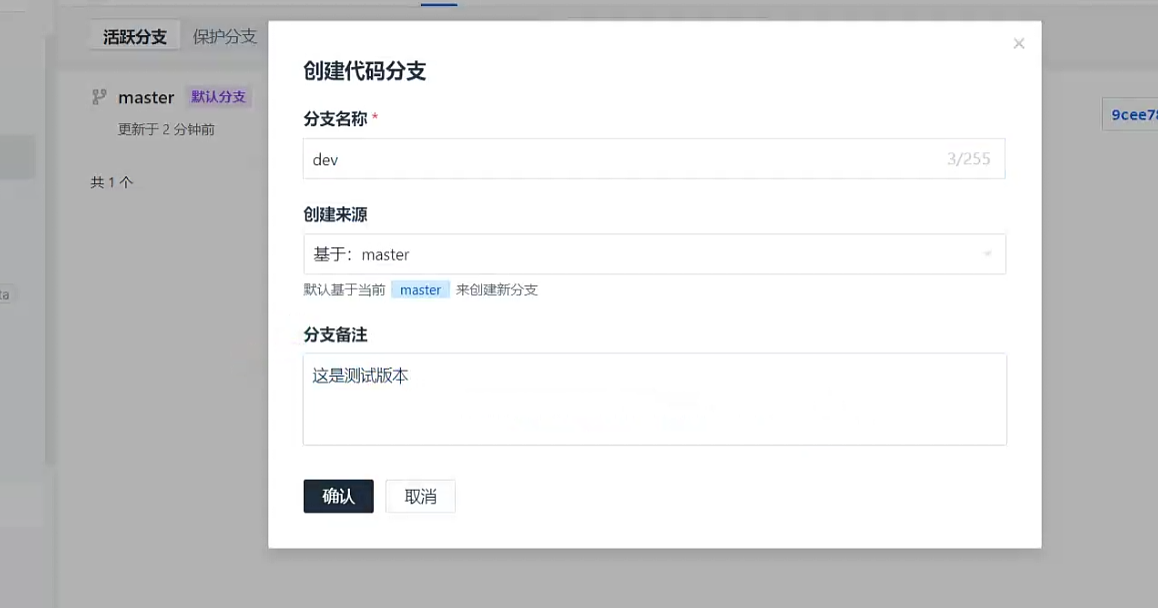 活跃分支 保护分支
master 默认分支
更新于 2 分钟前
共 1 个
创建代码分支
分支名称 *
dev 3/255
创建来源
基于：master
默认基于当前 master 来创建新分支
分支备注
这是测试版本
确认 取消